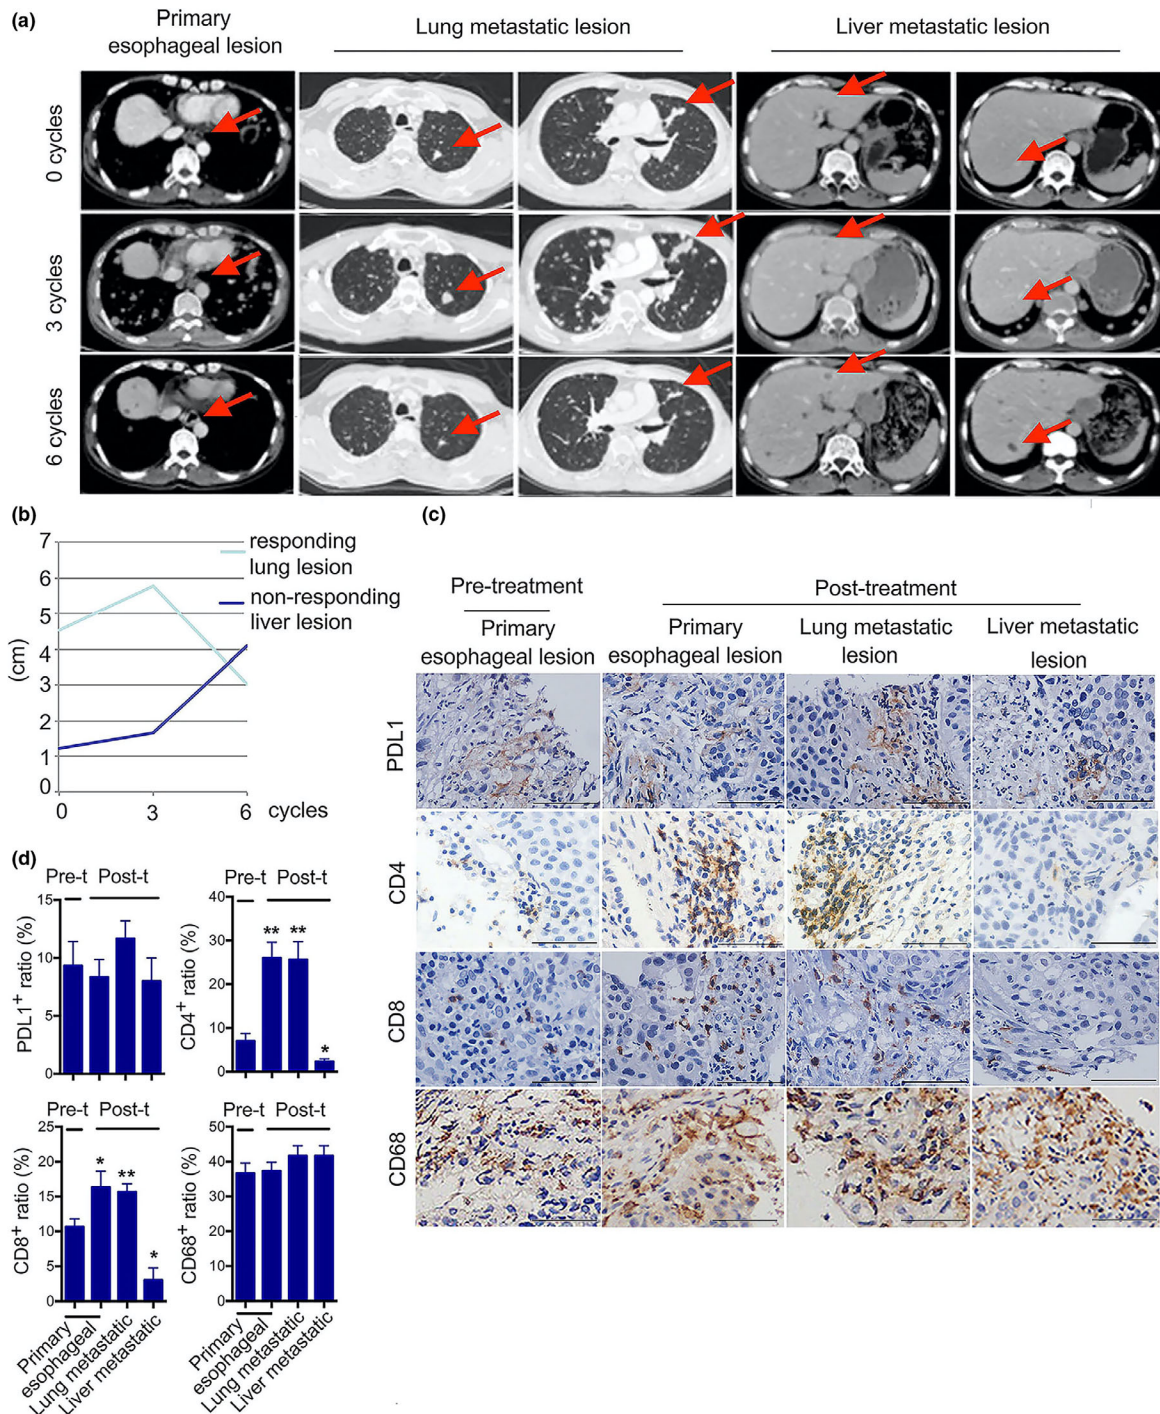 (a)
Primary
esophageal lesion
Lung metastatic lesion
Liver metastatic lesion
0 cycles
3 cycles
6 cycles
(b)
7
6
5
4
3
2
1
0
(cm)
0
3
6
cycles
responding
lung lesion
non-responding
liver lesion
(c)
Pre-treatment
Post-treatment
Primary
esophageal lesion
Primary
esophageal lesion
Lung metastatic
lesion
Liver metastatic
lesion
PDL1
CD4
CD8
CD68
(d)
Pre-t Post-t
15
10
5
0
PDL1+ ratio (%)
Pre-t Post-t
40
30
20
10
0
CD4+ ratio (%)
** ** *
Pre-t Post-t
25
20
15
10
5
0
CD8+ ratio (%)
* ** *
Primary
esophageal
Lung metastatic
Liver metastatic
Pre-t Post-t
50
40
30
20
10
0
CD68+ ratio (%)
Primary
esophageal
Lung metastatic
Liver metastatic